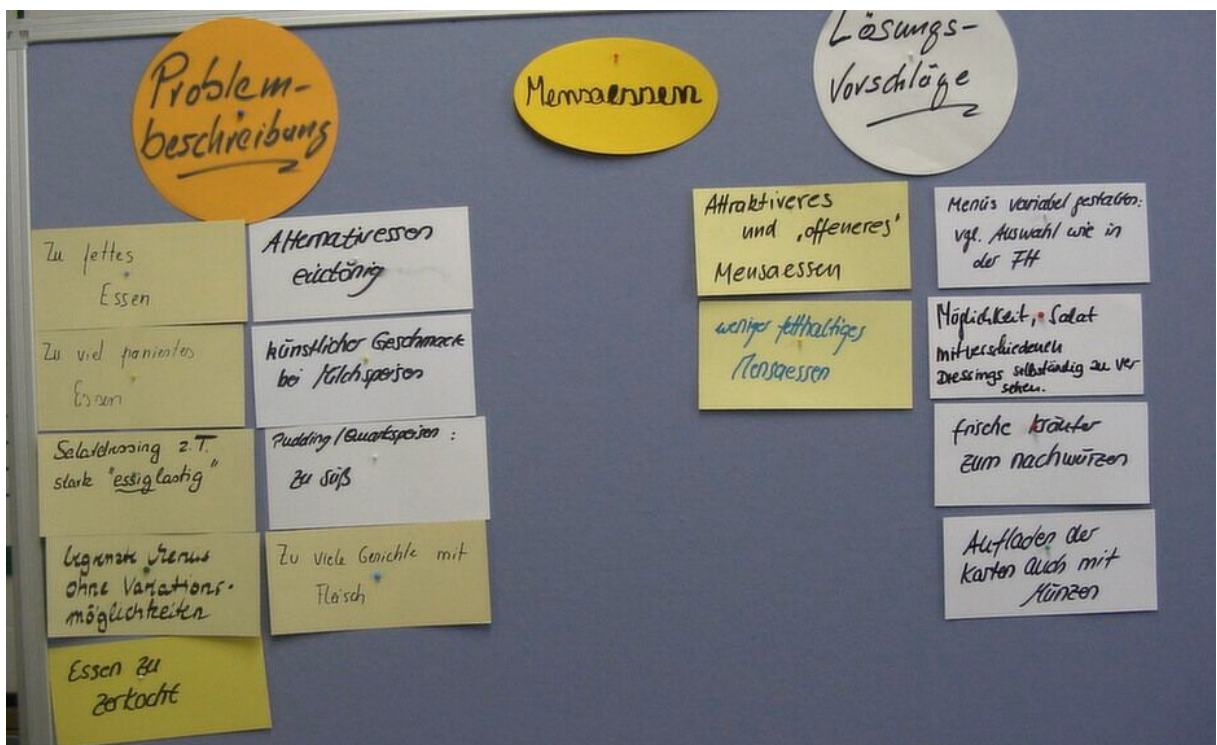 Problem-
beschreibung
Zu fettes
Essen
Zu viel paniertes
Essen
Salatdressing z.T.
stark "essiglastig"
begrenzte Menus
ohne Variations-
möglichkeiten
Essen zu
zerkocht
Alternativessen
eintönig
künstlicher Geschmack
bei Milchspeisen
Pudding/Quarkspeisen:
zu süß
Zu viele Gerichte mit
Fleisch
Mensaessen
Lösungs-
Vorschläge
Attraktiveres
und „offeneres"
Mensaessen
weniger fetthaltiges
Mensaessen
Menüs variabel gestalten:
vgl. Auswahl wie in
der FH
Möglichkeit, Salat
mit verschiedenen
Dressings selbständig zu ver
sehen.
frische Kräuter
zum nachwürzen
Aufladen der
Karten auch mit
Münzen